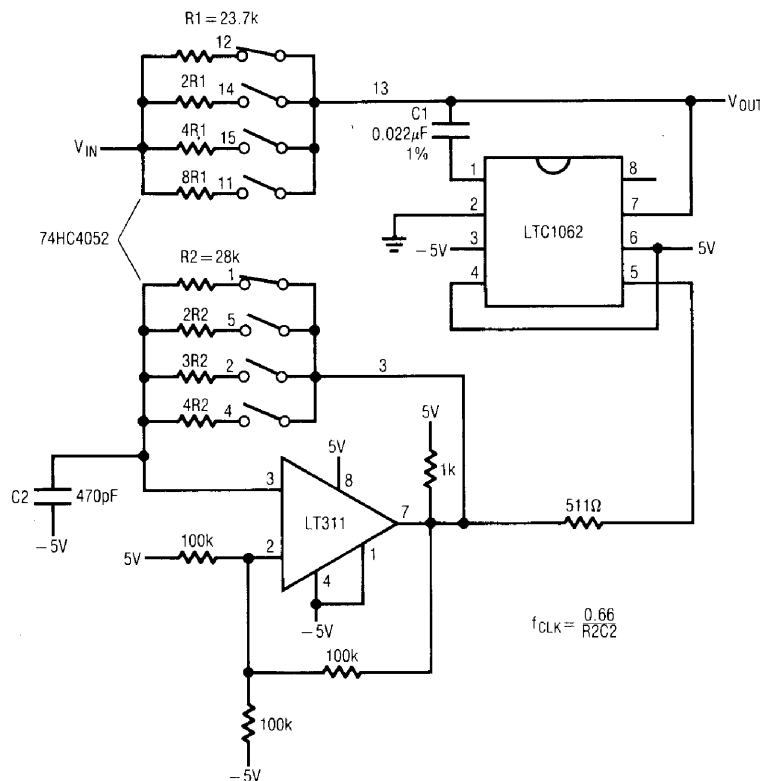 R1 = 23.7k
12
2R1
14
13
VOUT
C1
0.022µF
1%
VIN
4R1
15
8R1
11
1
8
2
7
LTC1062
-5V
3
6
5V
4
5
74HC4052
R2 = 28k
1
2R2
5
3R2
2
3
4R2
4
5V
1k
5V
C2
470pF
3
8
511Ω
LT311
7
-5V
5V
100k
2
1
4
-5V
fCLK = 0.66
R2C2
100k
100k
-5V